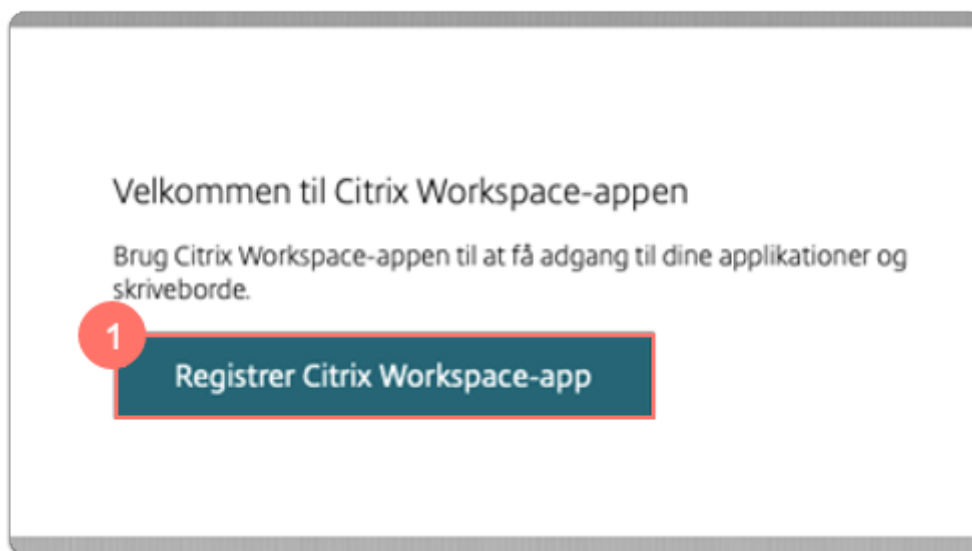 Velkommen til Citrix Workspace-appen
Brug Citrix Workspace-appen til at få adgang til dine applikationer og
skriveborde.
1
Registrer Citrix Workspace-app